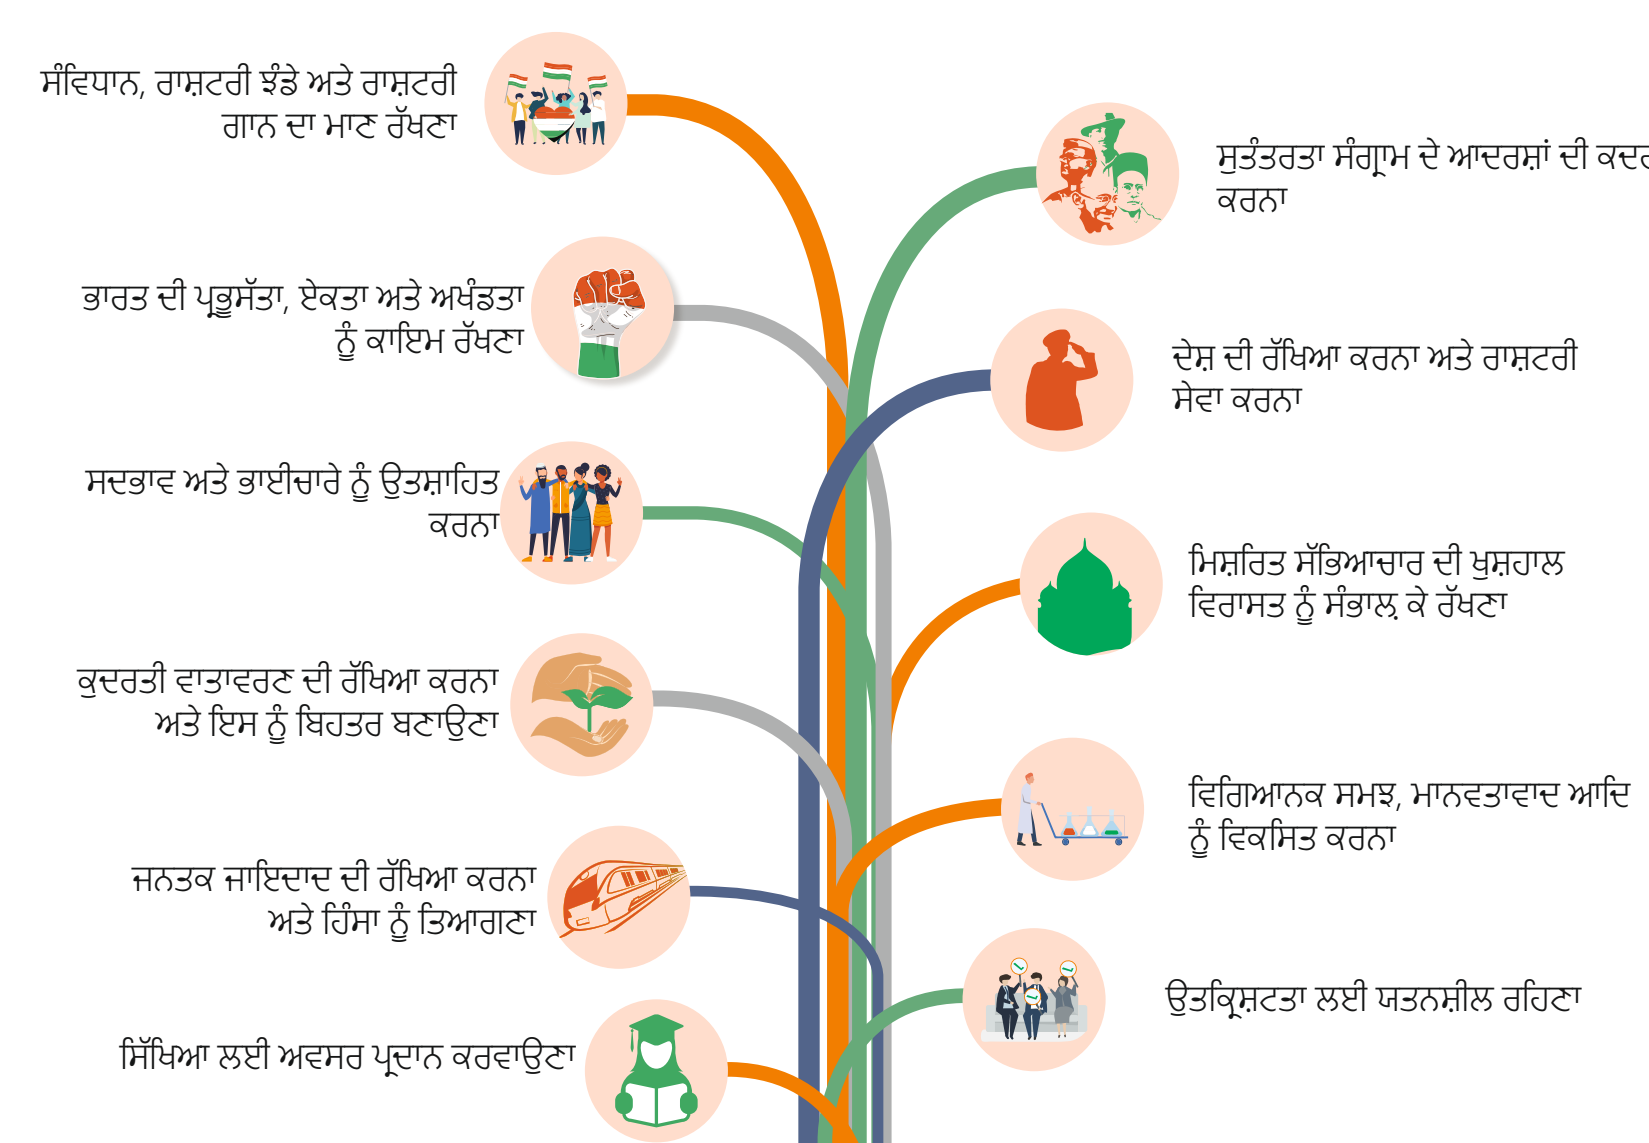 ਸੰਵਿਧਾਨ, ਰਾਸ਼ਟਰੀ ਝੰਡੇ ਅਤੇ ਰਾਸ਼ਟਰੀ
ਗਾਨ ਦਾ ਮਾਣ ਰੱਖਣਾ
ਸੁਤੰਤਰਤਾ ਸੰਗ੍ਰਾਮ ਦੇ ਆਦਰਸ਼ਾਂ ਦੀ
ਕਰਨਾ
ਭਾਰਤ ਦੀ ਪ੍ਰਭੂਸੱਤਾ, ਏਕਤਾ ਅਤੇ ਅਖੰਡਤਾ
ਨੂੰ ਕਾਇਮ ਰੱਖਣਾ
ਦੇਸ਼ ਦੀ ਰੱਖਿਆ ਕਰਨਾ ਅਤੇ ਰਾਸ਼ਟਰੀ
ਸੇਵਾ ਕਰਨਾ
ਸਦਭਾਵ ਅਤੇ ਭਾਈਚਾਰੇ ਨੂੰ ਉਤਸ਼ਾਹਿਤ
ਕਰਨਾ
ਮਿਸ਼ਰਿਤ ਸੱਭਿਆਚਾਰ ਦੀ ਖੁਸ਼ਹਾਲ
ਵਿਰਾਸਤ ਨੂੰ ਸੰਭਾਲ਼ ਕੇ ਰੱਖਣਾ
ਕੁਦਰਤੀ ਵਾਤਾਵਰਣ ਦੀ ਰੱਖਿਆ ਕਰਨਾ
ਅਤੇ ਇਸ ਨੂੰ ਬਿਹਤਰ ਬਣਾਉਣਾ
ਵਿਗਿਆਨਕ ਸਮਝ, ਮਾਨਵਤਾਵਾਦ ਆਦਿ
ਨੂੰ ਵਿਕਸਿਤ ਕਰਨਾ
ਜਨਤਕ ਜਾਇਦਾਦ ਦੀ ਰੱਖਿਆ ਕਰਨਾ
ਅਤੇ ਹਿੰਸਾ ਨੂੰ ਤਿਆਗਣਾ
ਉਤਕ੍ਰਿਸ਼ਟਤਾ ਲਈ ਯਤਨਸ਼ੀਲ ਰਹਿਣਾ
ਸਿੱਖਿਆ ਲਈ ਅਵਸਰ ਪ੍ਰਦਾਨ ਕਰਵਾਉਣਾ